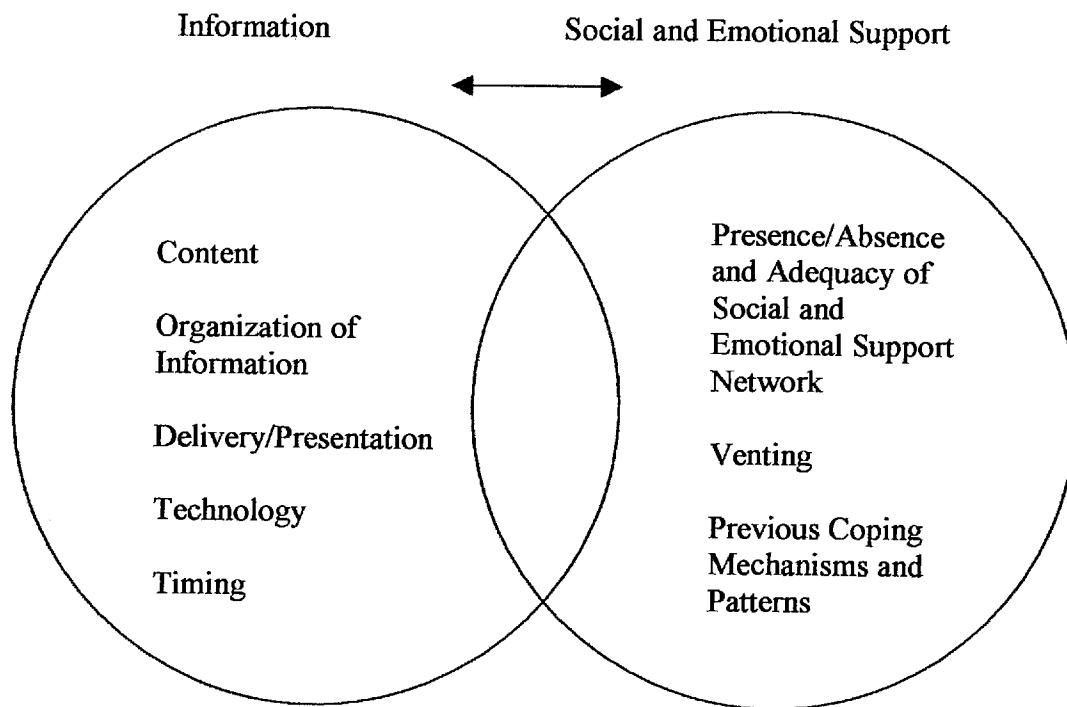 Information
Social and Emotional Support
Content
Organization of
Information
Delivery/Presentation
Technology
Timing
Presence/Absence
and Adequacy of
Social and
Emotional Support
Network
Venting
Previous Coping
Mechanisms and
Patterns